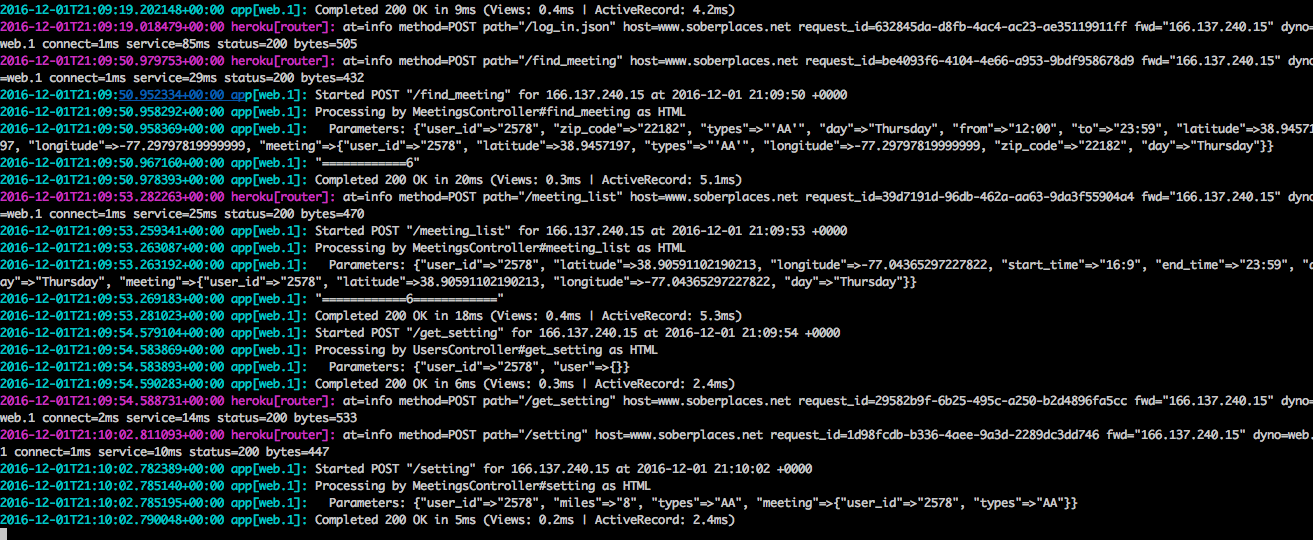 2016-12-01T21:09:19.202148+00:00 app[web.1]: Completed 200 OK in 9ms (Views: 0.4ms | ActiveRecord: 4.2ms)
2016-12-01T21:09:19.018479+00:00 heroku[router]: at=info method=POST path="/log_in.json" host=www.soberplaces.net request_id=632845da-d8fb-4ac4-ac23-ae35119911ff fwd="166.137.240.15" dyno=
web.1 connect=1ms service=85ms status=200 bytes=505
2016-12-01T21:09:50.979753+00:00 heroku[router]: at=info method=POST path="/find_meeting" host=www.soberplaces.net request_id=be4093f6-4104-4e66-a953-9bdf958678d9 fwd="166.137.240.15" dyno
=web.1 connect=1ms service=29ms status=200 bytes=432
2016-12-01T21:09:50.952334+00:00 app[web.1]: Started POST "/find_meeting" for 166.137.240.15 at 2016-12-01 21:09:50 +0000
2016-12-01T21:09:50.958292+00:00 app[web.1]: Processing by MeetingsController#find_meeting as HTML
2016-12-01T21:09:50.958369+00:00 app[web.1]:   Parameters: {"user_id"=>"2578", "zip_code"=>"22182", "types"=>"'AA'", "day"=>"Thursday", "from"=>"12:00", "to"=>"23:59", "latitude"=>38.94571
97, "longitude"=>-77.29797819999999, "meeting"=>{"user_id"=>"2578", "latitude"=>38.9457197, "types"=>"'AA'", "longitude"=>-77.29797819999999, "zip_code"=>"22182", "day"=>"Thursday"}}
2016-12-01T21:09:50.967160+00:00 app[web.1]: "============6"
2016-12-01T21:09:50.978393+00:00 app[web.1]: Completed 200 OK in 20ms (Views: 0.3ms | ActiveRecord: 5.1ms)
2016-12-01T21:09:53.282263+00:00 heroku[router]: at=info method=POST path="/meeting_list" host=www.soberplaces.net request_id=39d7191d-96db-462a-aa63-9da3f55904a4 fwd="166.137.240.15" dyno
=web.1 connect=1ms service=25ms status=200 bytes=470
2016-12-01T21:09:53.259341+00:00 app[web.1]: Started POST "/meeting_list" for 166.137.240.15 at 2016-12-01 21:09:53 +0000
2016-12-01T21:09:53.263087+00:00 app[web.1]: Processing by MeetingsController#meeting_list as HTML
2016-12-01T21:09:53.263192+00:00 app[web.1]:   Parameters: {"user_id"=>"2578", "latitude"=>38.90591102190213, "longitude"=>-77.04365297227822, "start_time"=>"16:9", "end_time"=>"23:59", "d
ay"=>"Thursday", "meeting"=>{"user_id"=>"2578", "latitude"=>38.90591102190213, "longitude"=>-77.04365297227822, "day"=>"Thursday"}}
2016-12-01T21:09:53.269183+00:00 app[web.1]: "============6============"
2016-12-01T21:09:53.281023+00:00 app[web.1]: Completed 200 OK in 18ms (Views: 0.4ms | ActiveRecord: 5.3ms)
2016-12-01T21:09:54.579104+00:00 app[web.1]: Started POST "/get_setting" for 166.137.240.15 at 2016-12-01 21:09:54 +0000
2016-12-01T21:09:54.583869+00:00 app[web.1]: Processing by UsersController#get_setting as HTML
2016-12-01T21:09:54.583893+00:00 app[web.1]:   Parameters: {"user_id"=>"2578", "user"=>{}}
2016-12-01T21:09:54.590283+00:00 app[web.1]: Completed 200 OK in 6ms (Views: 0.3ms | ActiveRecord: 2.4ms)
2016-12-01T21:09:54.588731+00:00 heroku[router]: at=info method=POST path="/get_setting" host=www.soberplaces.net request_id=29582b9f-6b25-495c-a250-b2d4896fa5cc fwd="166.137.240.15" dyno=
web.1 connect=2ms service=14ms status=200 bytes=533
2016-12-01T21:10:02.811093+00:00 heroku[router]: at=info method=POST path="/setting" host=www.soberplaces.net request_id=1d98fcdb-b336-4aee-9a3d-2289dc3dd746 fwd="166.137.240.15" dyno=web.
1 connect=1ms service=10ms status=200 bytes=447
2016-12-01T21:10:02.782389+00:00 app[web.1]: Started POST "/setting" for 166.137.240.15 at 2016-12-01 21:10:02 +0000
2016-12-01T21:10:02.785140+00:00 app[web.1]: Processing by MeetingsController#setting as HTML
2016-12-01T21:10:02.785195+00:00 app[web.1]:   Parameters: {"user_id"=>"2578", "miles"=>"8", "types"=>"AA", "meeting"=>{"user_id"=>"2578", "types"=>"AA"}}
2016-12-01T21:10:02.790048+00:00 app[web.1]: Completed 200 OK in 5ms (Views: 0.2ms | ActiveRecord: 2.4ms)